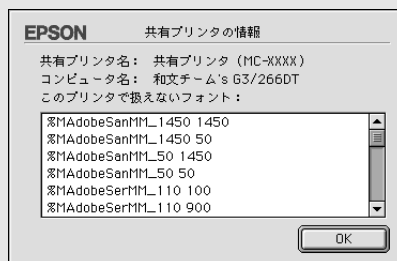 EPSON 共有プリンタの情報
共有プリンタ名： 共有プリンタ (MC-XXXX)
コンピュータ名： 和文チーム's G3/266DT
このプリンタで扱えないフォント：
%MAdobeSanMM_1450 1450
%MAdobeSanMM_1450 50
%MAdobeSanMM_50 1450
%MAdobeSanMM_50 50
%MAdobeSerMM_110 100
%MAdobeSerMM_110 900
OK